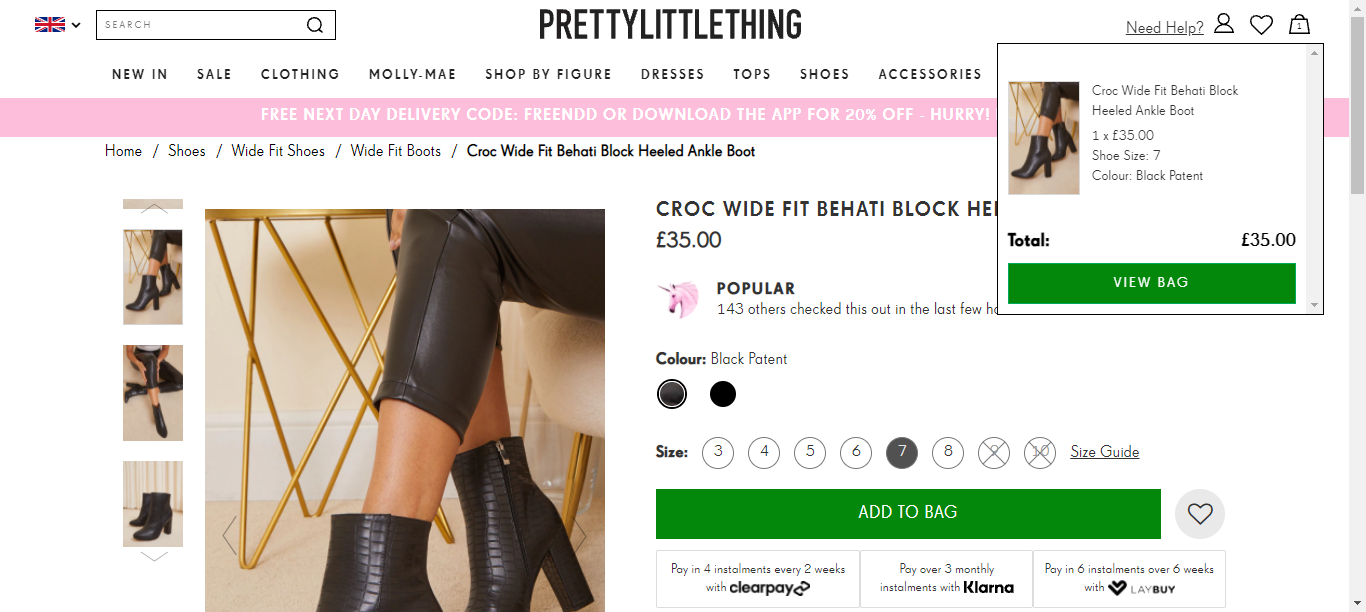 SEARCH
PRETTYLITTLETHING
Need Help?
1
NEW IN SALE CLOTHING MOLLY-MAE SHOP BY FIGURE DRESSES TOPS SHOES ACCESSORIES
FREE NEXT DAY DELIVERY CODE: FREENDD OR DOWNLOAD THE APP FOR 20% OFF - HURRY!
Croc Wide Fit Behati Block
Heeled Ankle Boot
1 x £35.00
Shoe Size: 7
Colour: Black Patent
Total: £35.00
VIEW BAG
Home / Shoes / Wide Fit Shoes / Wide Fit Boots / Croc Wide Fit Behati Block Heeled Ankle Boot
CROC WIDE FIT BEHATI BLOCK
£35.00
POPULAR
143 others checked this out in the last few
Colour: Black Patent
Size: 3 4 5 6 7 8 9 10 Size Guide
ADD TO BAG
Pay in 4 instalments every 2 weeks
with clearpay
Pay over 3 monthly
instalments with Klarna
Pay in 6 instalments over 6 weeks
with LAYBUY